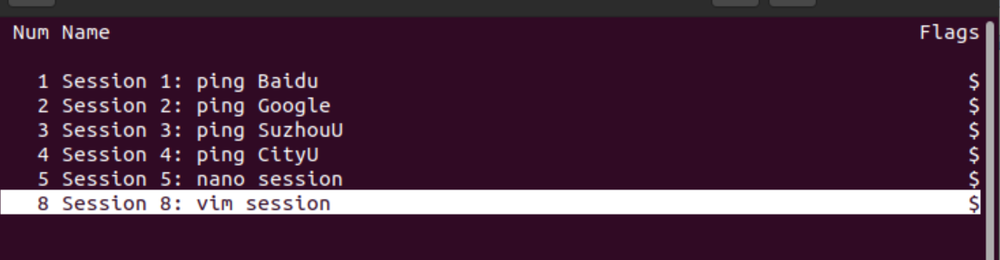 Num Name Flags
1 Session 1: ping Baidu $
2 Session 2: ping Google $
3 Session 3: ping SuzhouU $
4 Session 4: ping CityU $
5 Session 5: nano session $
8 Session 8: vim session $